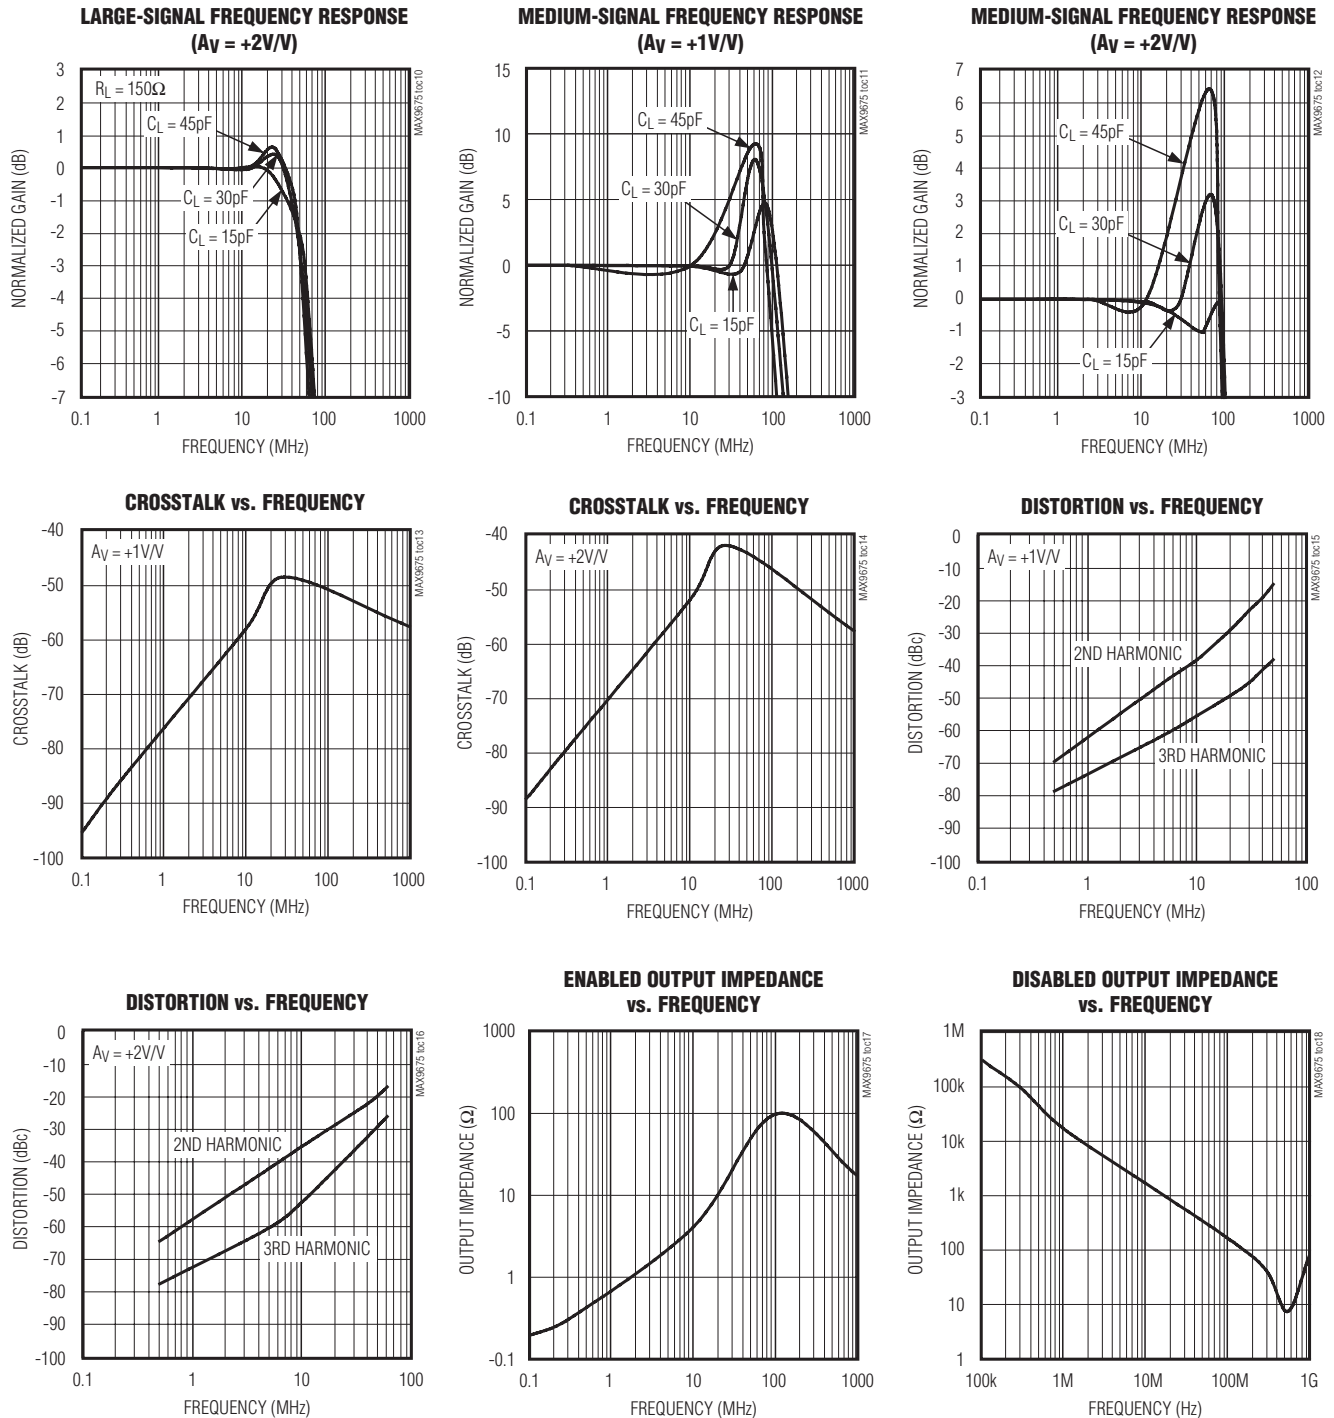 LARGE-SIGNAL FREQUENCY RESPONSE
(AV = +2V/V)
MAX9675 toc10
RL = 150Ω
CL = 45pF
CL = 30pF
CL = 15pF
NORMALIZED GAIN (dB)
3
2
1
0
-1
-2
-3
-4
-5
-6
-7
0.1 1 10 100 1000
FREQUENCY (MHz)
MEDIUM-SIGNAL FREQUENCY RESPONSE
(AV = +1V/V)
MAX9675 toc11
CL = 45pF
CL = 30pF
CL = 15pF
NORMALIZED GAIN (dB)
15
10
5
0
-5
-10
0.1 1 10 100 1000
FREQUENCY (MHz)
MEDIUM-SIGNAL FREQUENCY RESPONSE
(AV = +2V/V)
MAX9675 toc12
CL = 45pF
CL = 30pF
CL = 15pF
NORMALIZED GAIN (dB)
7
6
5
4
3
2
1
0
-1
-2
-3
0.1 1 10 100 1000
FREQUENCY (MHz)
CROSSTALK vs. FREQUENCY
MAX9675 toc13
AV = +1V/V
CROSSTALK (dB)
-40
-50
-60
-70
-80
-90
-100
0.1 1 10 100 1000
FREQUENCY (MHz)
CROSSTALK vs. FREQUENCY
MAX9675 toc14
AV = +2V/V
CROSSTALK (dB)
-40
-50
-60
-70
-80
-90
-100
0.1 1 10 100 1000
FREQUENCY (MHz)
DISTORTION vs. FREQUENCY
MAX9675 toc15
AV = +1V/V
2ND HARMONIC
3RD HARMONIC
DISTORTION (dBc)
0
-10
-20
-30
-40
-50
-60
-70
-80
-90
-100
0.1 1 10 100
FREQUENCY (MHz)
DISTORTION vs. FREQUENCY
MAX9675 toc16
AV = +2V/V
2ND HARMONIC
3RD HARMONIC
DISTORTION (dBc)
0
-10
-20
-30
-40
-50
-60
-70
-80
-90
-100
0.1 1 10 100
FREQUENCY (MHz)
ENABLED OUTPUT IMPEDANCE
vs. FREQUENCY
MAX9675 toc17
OUTPUT IMPEDANCE (Ω)
1000
100
10
1
-0.1
0.1 1 10 100 1000
FREQUENCY (MHz)
DISABLED OUTPUT IMPEDANCE
vs. FREQUENCY
MAX9675 toc18
OUTPUT IMPEDANCE (Ω)
1M
100k
10k
1k
100
10
1
100k 1M 10M 100M 1G
FREQUENCY (Hz)